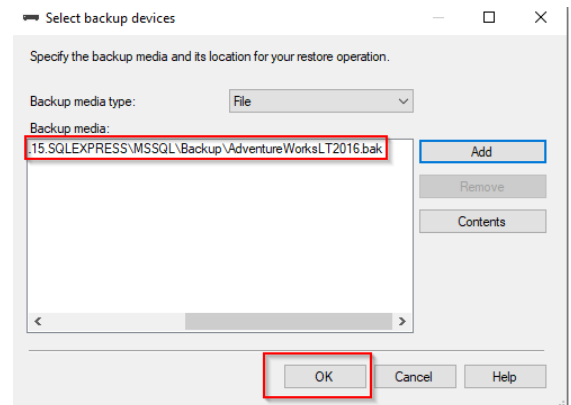 Select backup devices
Specify the backup media and its location for your restore operation.
Backup media type:
File
Backup media:
.15.SQLEXPRESS\MSSQL\Backup\AdventureWorksLT2016.bak
Add
Remove
Contents
OK
Cancel
Help